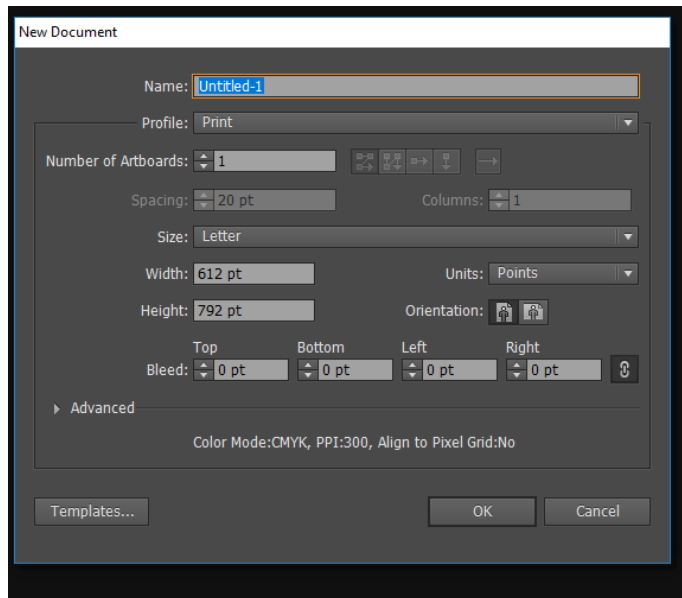 New Document
Name: Untitled-1
Profile: Print
Number of Artboards: 1
Spacing: 20 pt Columns: 1
Size: Letter
Width: 612 pt Units: Points
Height: 792 pt Orientation:
Top Bottom Left Right
Bleed: 0 pt 0 pt 0 pt 0 pt
Advanced
Color Mode:CMYK, PPI:300, Align to Pixel Grid:No
Templates... OK Cancel